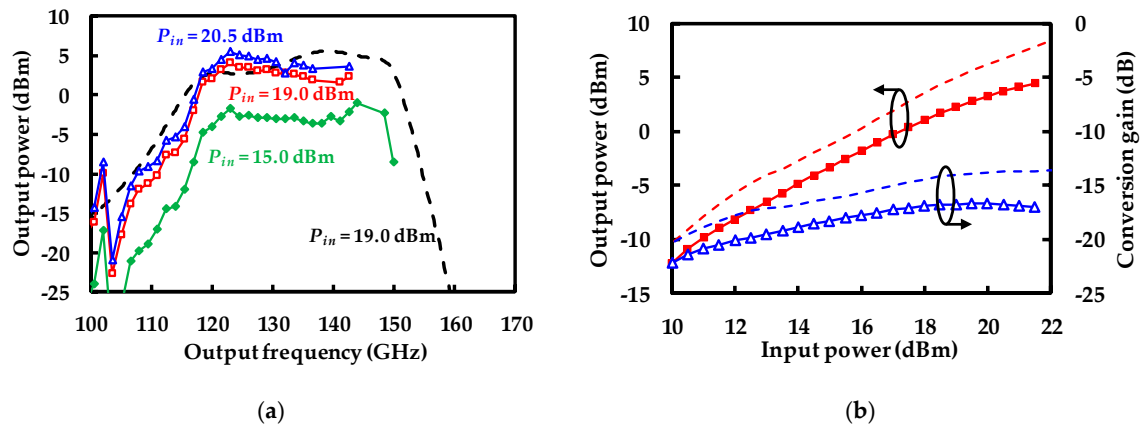 Output power (dBm)
10
5
0
-5
-10
-15
-20
-25
P_in = 20.5 dBm
P_in = 19.0 dBm
P_in = 15.0 dBm
P_in = 19.0 dBm
100 110 120 130 140 150 160 170
Output frequency (GHz)
(a)
Output power (dBm)
10
5
0
-5
-10
-15
10 12 14 16 18 20 22
Input power (dBm)
0
-5
-10
-15
-20
-25
Conversion gain (dB)
(b)